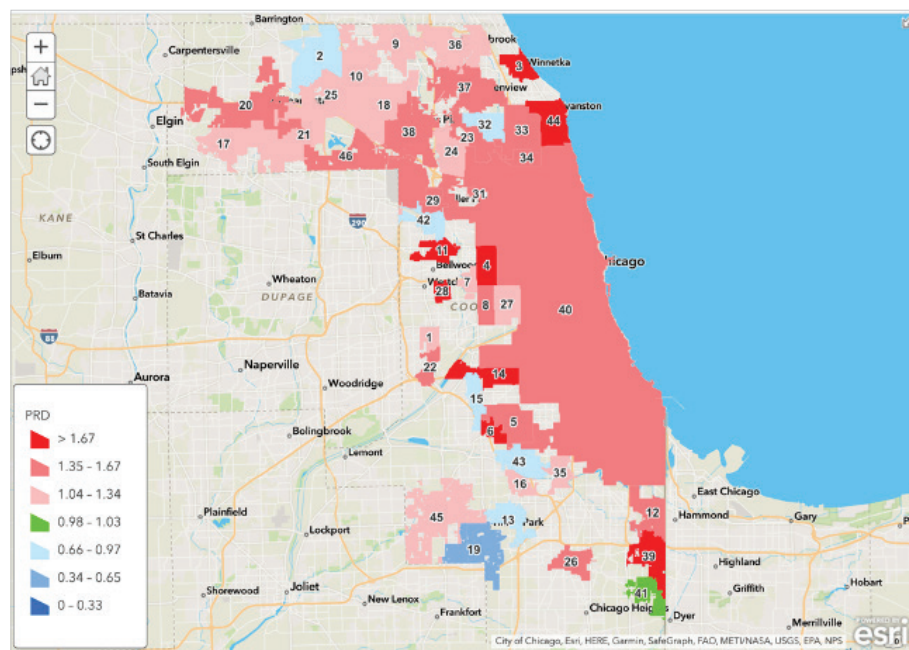 Barrington
Carpentersville
brook
Winnetka
enview
vanston
Elgin
South Elgin
KANE
St Charles
Elburn
Wheaton
DUPAGE
Batavia
Bellwood
Westch
COO
hicago
Naperville
Aurora
Woodridge
Bolingbrook
Lemont
Plainfield
Lockport
Park
East Chicago
Hammond
Gary
Joliet
Shorewood
New Lenox
Frankfort
Chicago Heights
Dyer
Highland
Griffith
Hobart
Merrillville
290
88
2
9
36
3
10
37
20
25
18
44
32
33
38
23
21
17
24
34
46
31
29
42
11
4
7
28
8
27
40
1
22
14
15
5
6
43
35
16
45
13
12
19
26
39
41
+
−
PRD
> 1.67
1.35 – 1.67
1.04 – 1.34
0.98 – 1.03
0.66 – 0.97
0.34 – 0.65
0 – 0.33
City of Chicago, Esri, HERE, Garmin, SafeGraph, FAO, METI/NASA, USGS, EPA, NPS
POWERED BY
esri